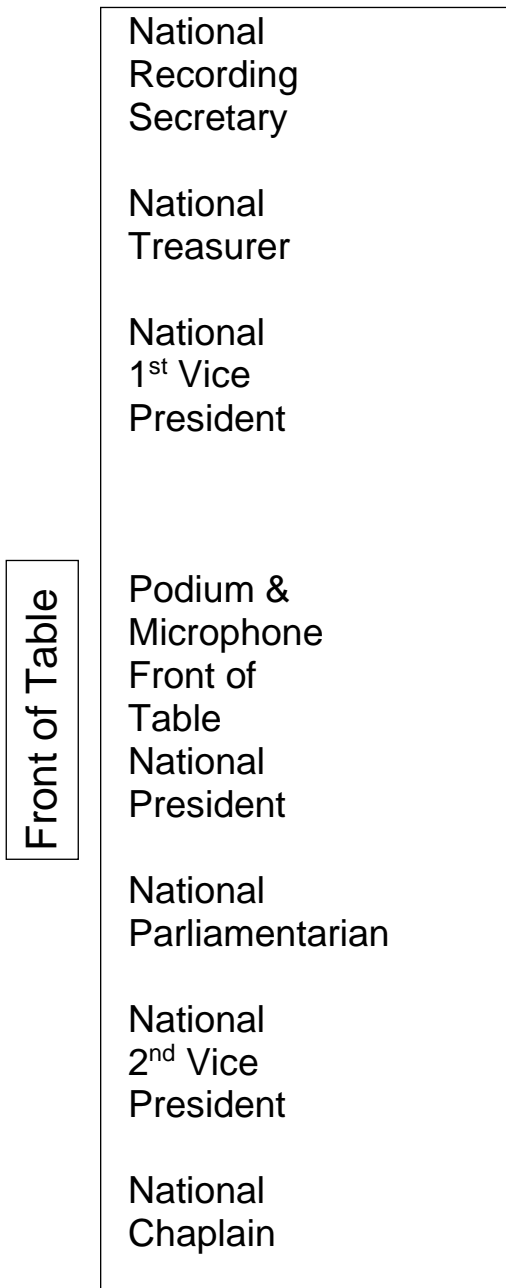 National
Recording
Secretary
National
Treasurer
National
1st Vice
President
Front of Table
Podium &
Microphone
Front of
Table
National
President
National
Parliamentarian
National
2nd Vice
President
National
Chaplain